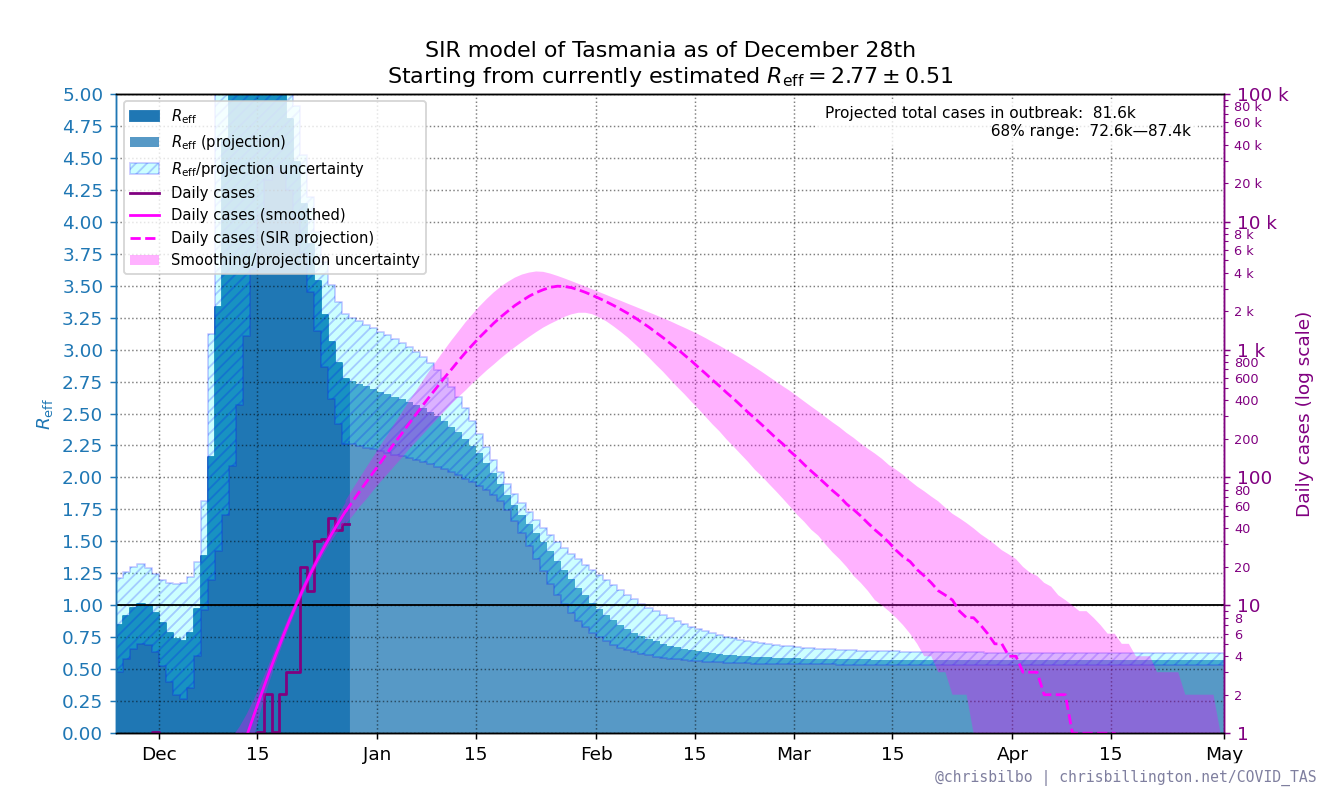 SIR model of Tasmania as of December 28th
Starting from currently estimated R_eff = 2.77 ± 0.51
Projected total cases in outbreak: 81.6k
68% range: 72.6k—87.4k
R_eff
R_eff (projection)
R_eff/projection uncertainty
Daily cases
Daily cases (smoothed)
Daily cases (SIR projection)
Smoothing/projection uncertainty
R_eff
5.00
4.75
4.50
4.25
4.00
3.75
3.50
3.25
3.00
2.75
2.50
2.25
2.00
1.75
1.50
1.25
1.00
0.75
0.50
0.25
0.00
100 k
80 k
60 k
40 k
20 k
10 k
8 k
6 k
4 k
2 k
1 k
800
600
400
200
100
80
60
40
20
10
8
6
4
2
1
Daily cases (log scale)
Dec 15 Jan 15 Feb 15 Mar 15 Apr 15 May
@chrisbilbo | chrisbillington.net/COVID_TAS